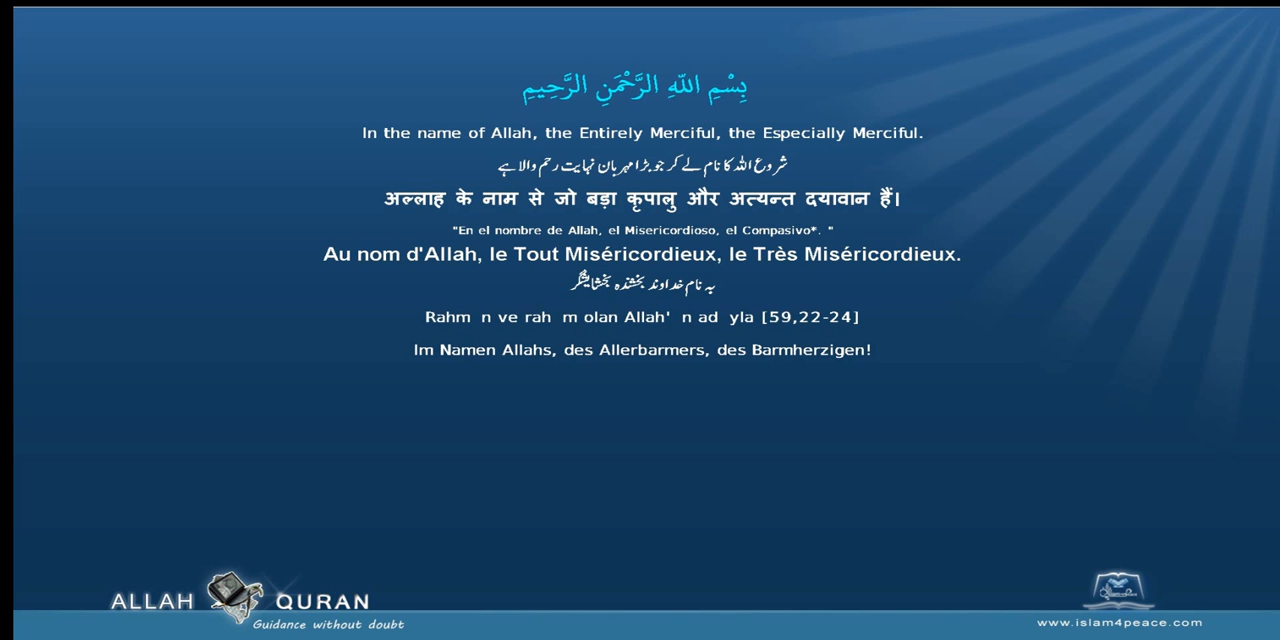 بِسْمِ اللَّهِ الرَّحْمَٰنِ الرَّحِيمِ
In the name of Allah, the Entirely Merciful, the Especially Merciful.
شروع الله کا نام لے کر جو بڑا مہربان نہایت رحم والا ہے
अल्लाह के नाम से जो बड़ा कृपालु और अत्यन्त दयावान हैं।
"En el nombre de Allah, el Misericordioso, el Compasivo*. "
Au nom d'Allah, le Tout Miséricordieux, le Très Miséricordieux.
به نام خداوند بخشنده بخشایشگر
Rahm n ve rah m olan Allah' n ad yla [59,22-24]
Im Namen Allahs, des Allerbarmers, des Barmherzigen!
ALLAH QURAN
Guidance without doubt
www.islam4peace.com